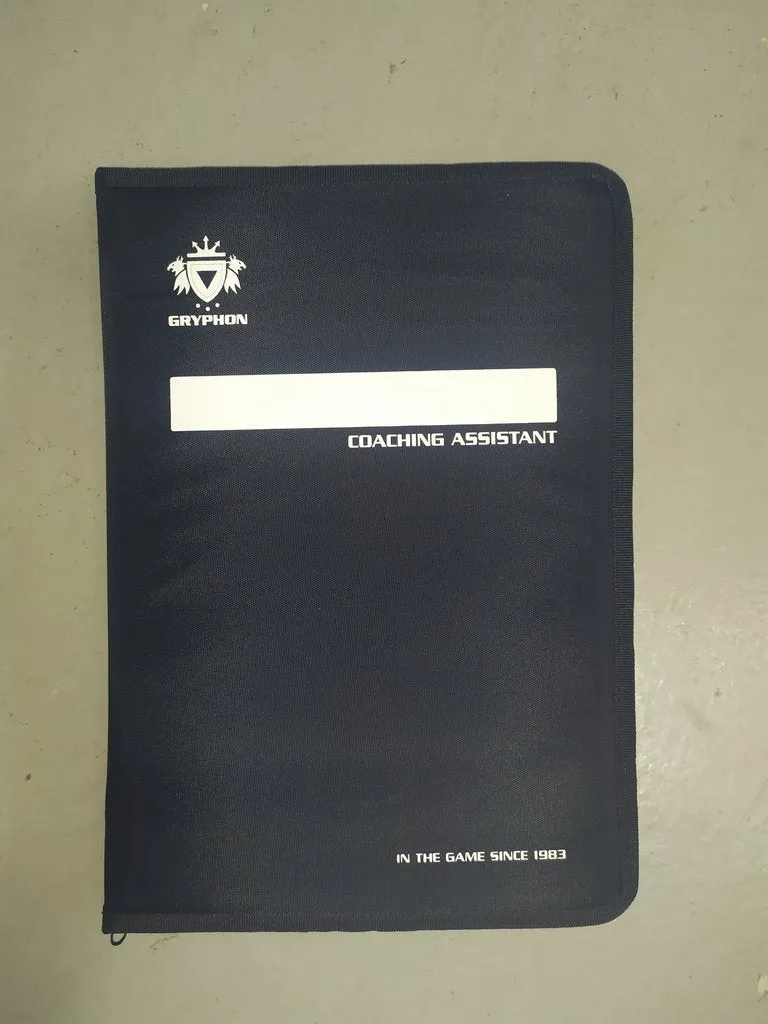 GRYPHON
COACHING ASSISTANT
IN THE GAME SINCE 1983